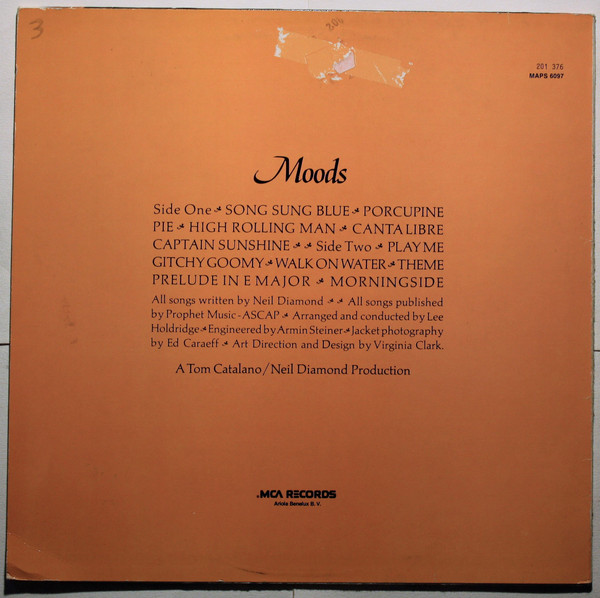 3
201 376
MAPS 6097
Moods
Side One SONG SUNG BLUE PORCUPINE
PIE HIGH ROLLING MAN CANTA LIBRE
CAPTAIN SUNSHINE Side Two PLAY ME
GITCHY GOOMY WALK ON WATER THEME
PRELUDE IN E MAJOR MORNINGSIDE
All songs written by Neil Diamond All songs published
by Prophet Music-ASCAP Arranged and conducted by Lee
Holdridge Engineered by Armin Steiner Jacket photography
by Ed Caraeff Art Direction and Design by Virginia Clark.
A Tom Catalano/Neil Diamond Production
.MCA RECORDS
Ariola Benelux B. V.